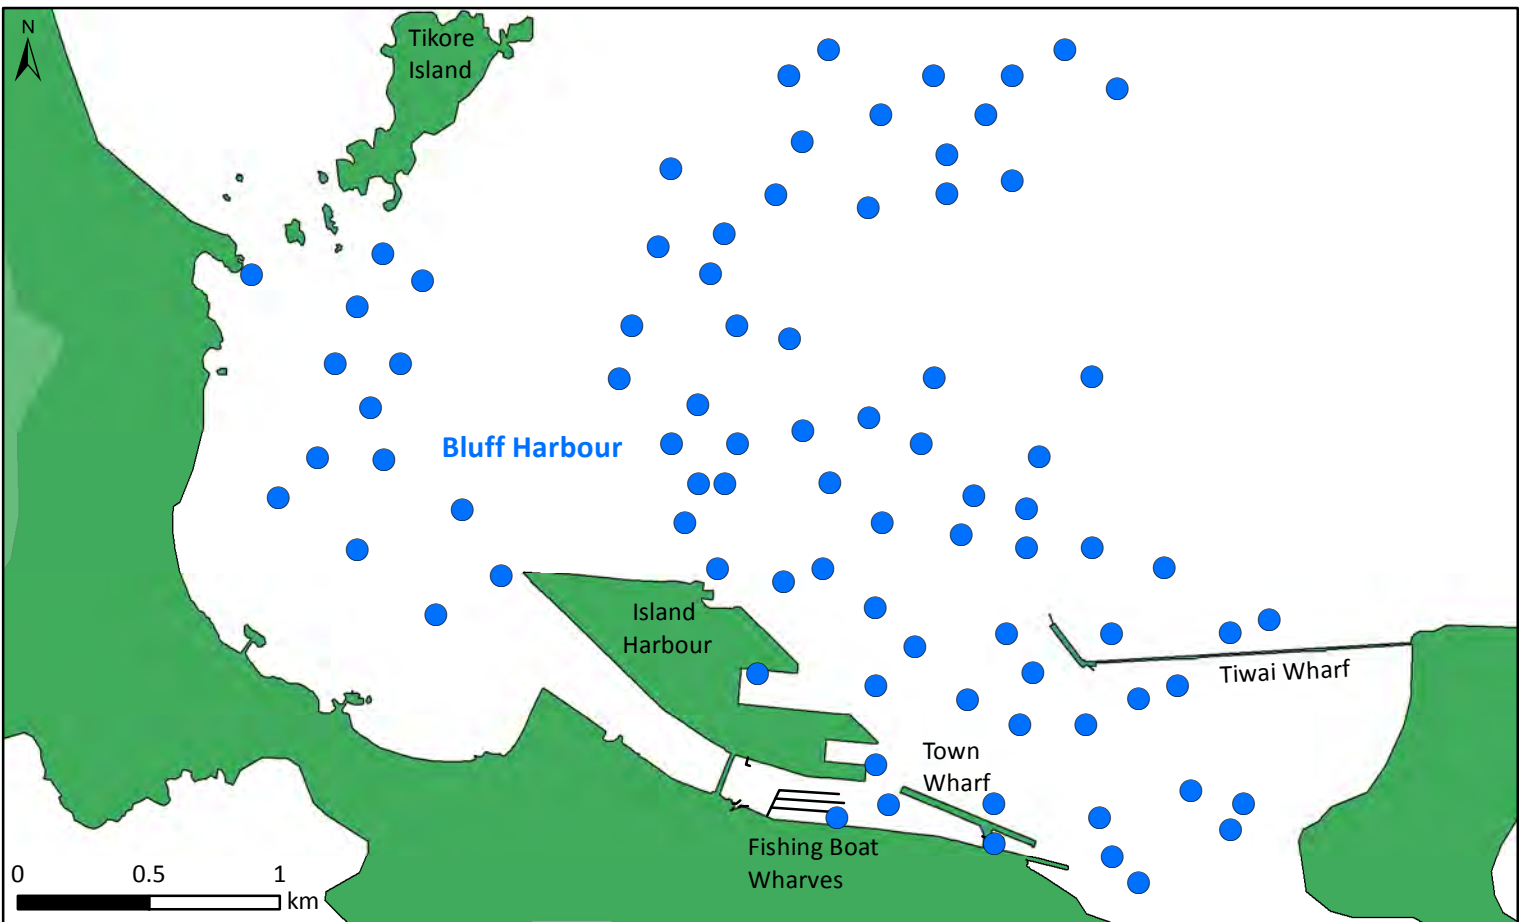 N
Tikore
Island
Bluff Harbour
Island
Harbour
Tiwai Wharf
Town
Wharf
Fishing Boat
Wharves
0 0.5 1
km